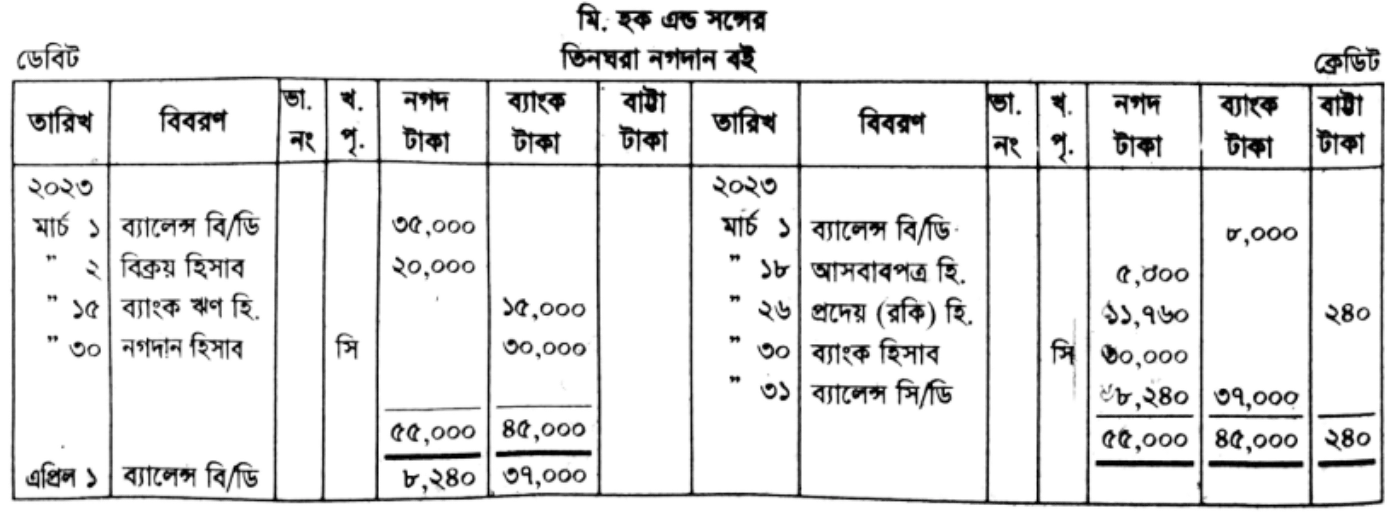 মি. হক এন্ড সন্সের
ডেবিট তিনঘরা নগদান বই ক্রেডিট
তারিখ বিবরণ ভা. নং খ. পৃ. নগদ টাকা ব্যাংক টাকা বাট্টা টাকা তারিখ বিবরণ ভা. নং খ. পৃ. নগদ টাকা ব্যাংক টাকা বাট্টা টাকা
২০২৩ ২০২৩
মার্চ ১ ব্যালেন্স বি/ডি ৩৫,০০০ মার্চ ১ ব্যালেন্স বি/ডি ৮,০০০
" ২ বিক্রয় হিসাব ২০,০০০ " ১৮ আসবাবপত্র হি. ৫,০০০
" ১৫ ব্যাংক ঋণ হি. ১৫,০০০ " ২৬ প্রদেয় (রকি) হি. ১১,৭৬০ ২৪০
" ৩০ নগদান হিসাব সি ৩০,০০০ " ৩০ ব্যাংক হিসাব সি ৩০,০০০
" ৩১ ব্যালেন্স সি/ডি ৮,২৪০ ৩৭,০০০
৫৫,০০০ ৪৫,০০০ ৫৫,০০০ ৪৫,০০০ ২৪০
এপ্রিল ১ ব্যালেন্স বি/ডি ৮,২৪০ ৩৭,০০০